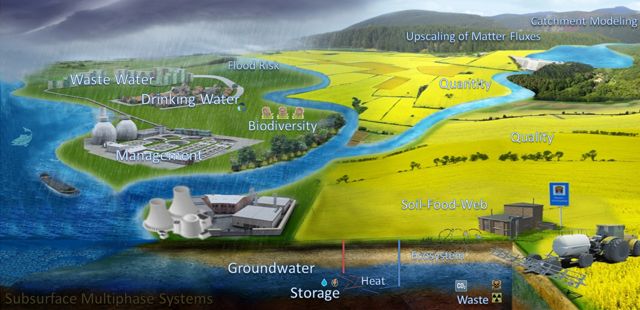 Catchment Modeling
Upscaling of Matter Fluxes
Flood Risk
Waste Water
Quantity
Drinking Water
Biodiversity
Quality
Management
Soil-Food-Web
Ecosystem
Groundwater
Heat
CO₂
Storage
Waste
Subsurface Multiphase Systems